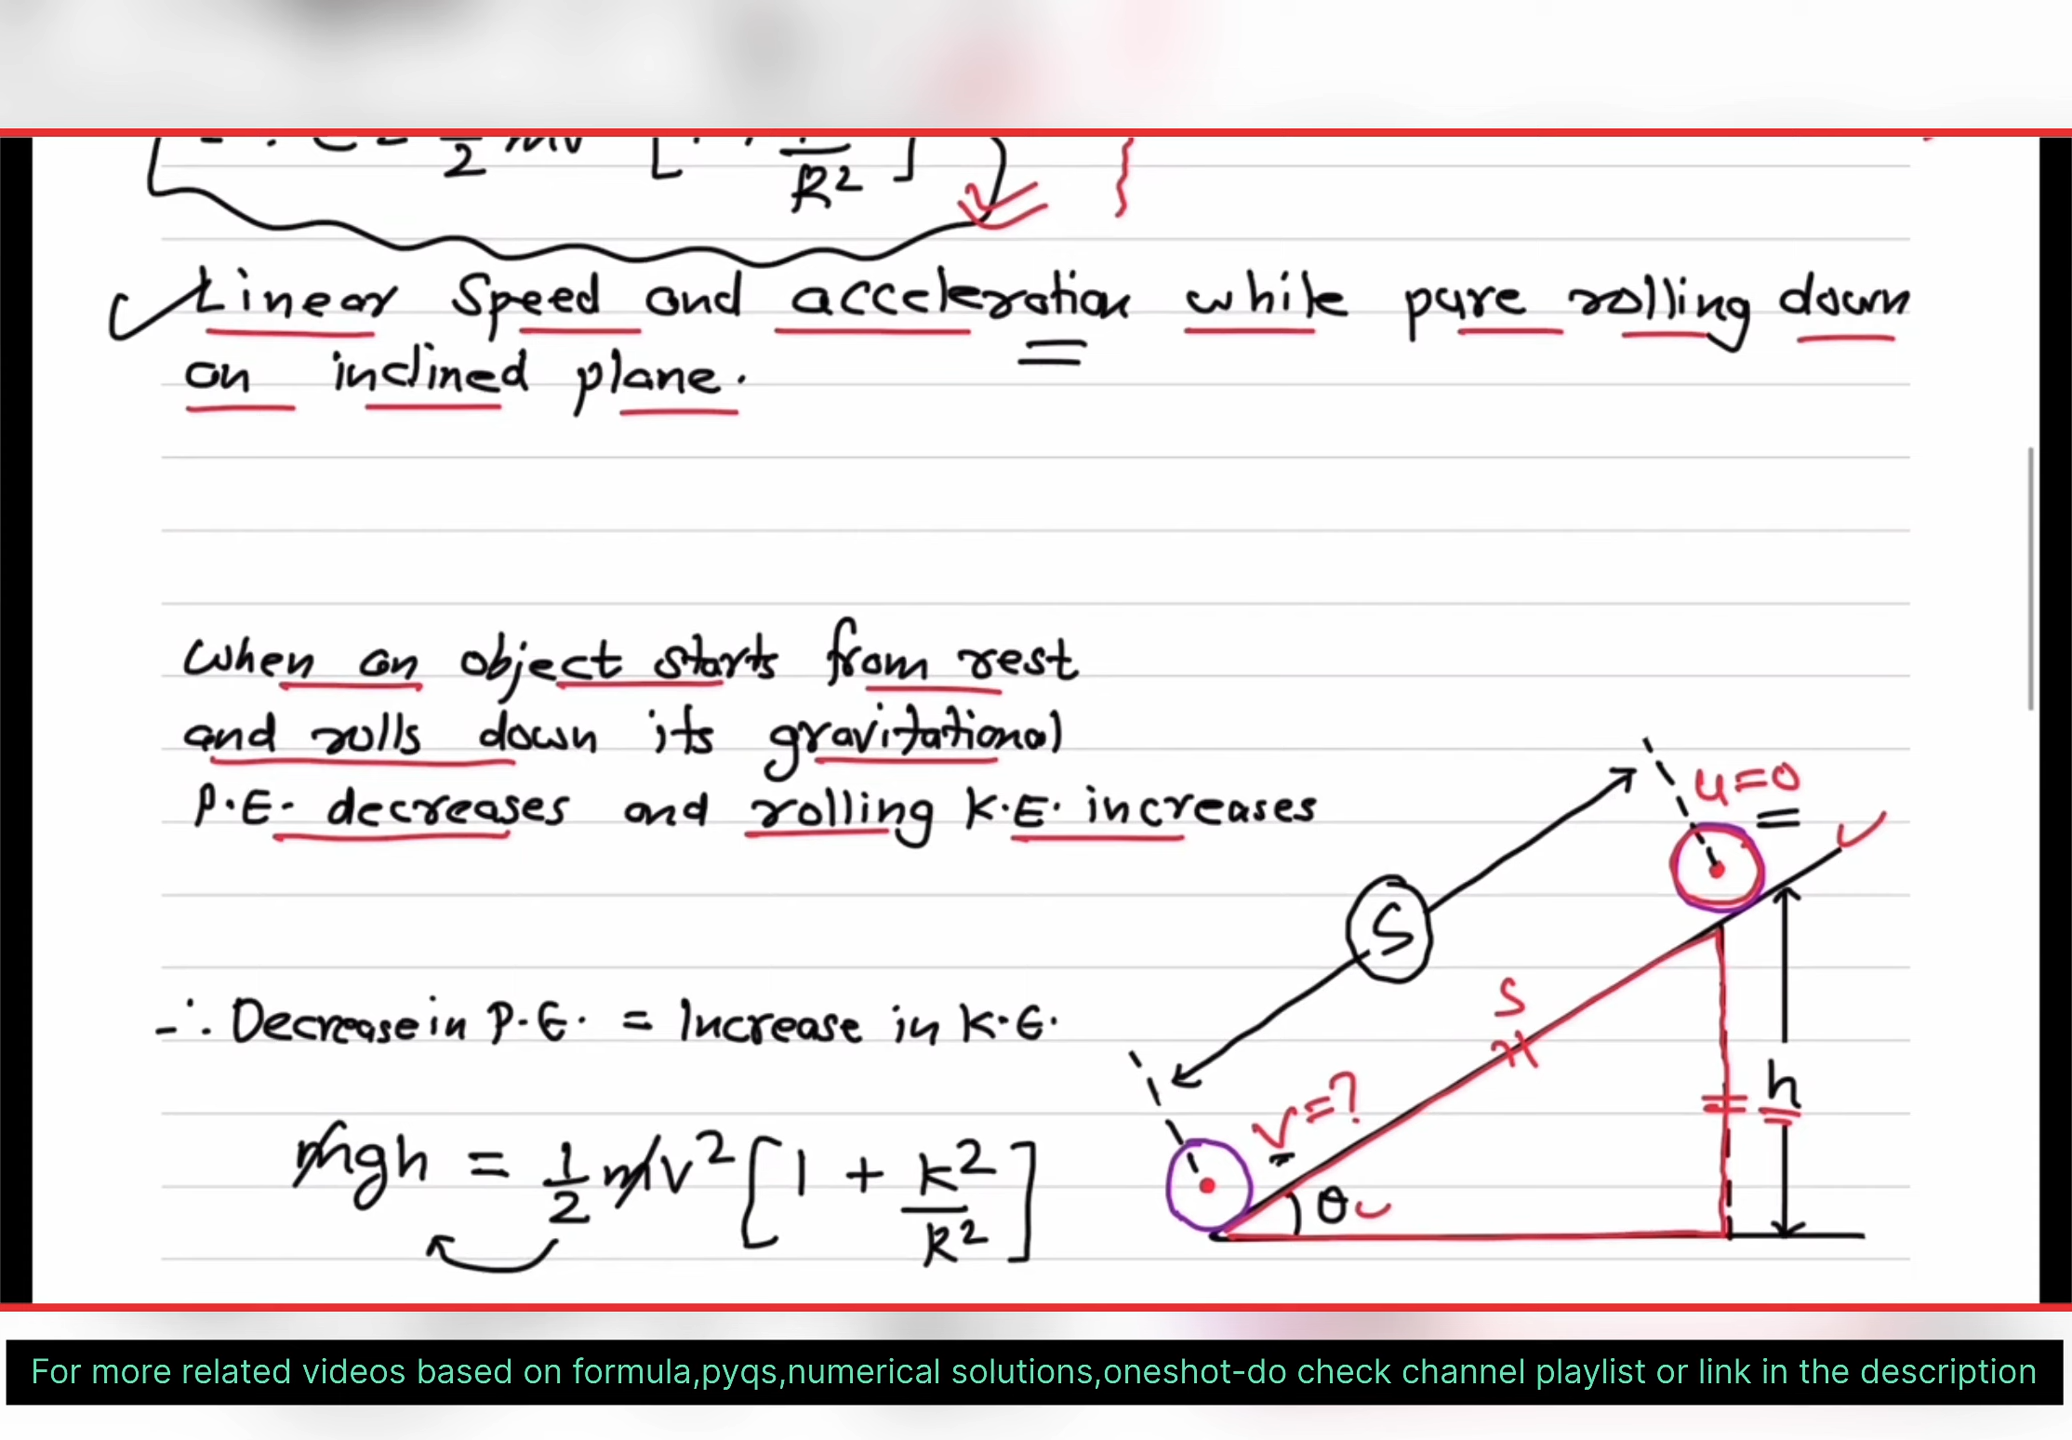 2
R²
Linear Speed and acceleration while pure rolling down
an inclined plane.
When an object starts from rest
and rolls down its gravitational
P.E. decreases and rolling K.E. increases
u=0
S
S
∴ Decrease in P.E. = Increase in K.E.
h
v=?
mgh = 1/2 mv² [1 + K²/R²]
θ
For more related videos based on formula,pyqs,numerical solutions,oneshot-do check channel playlist or link in the description